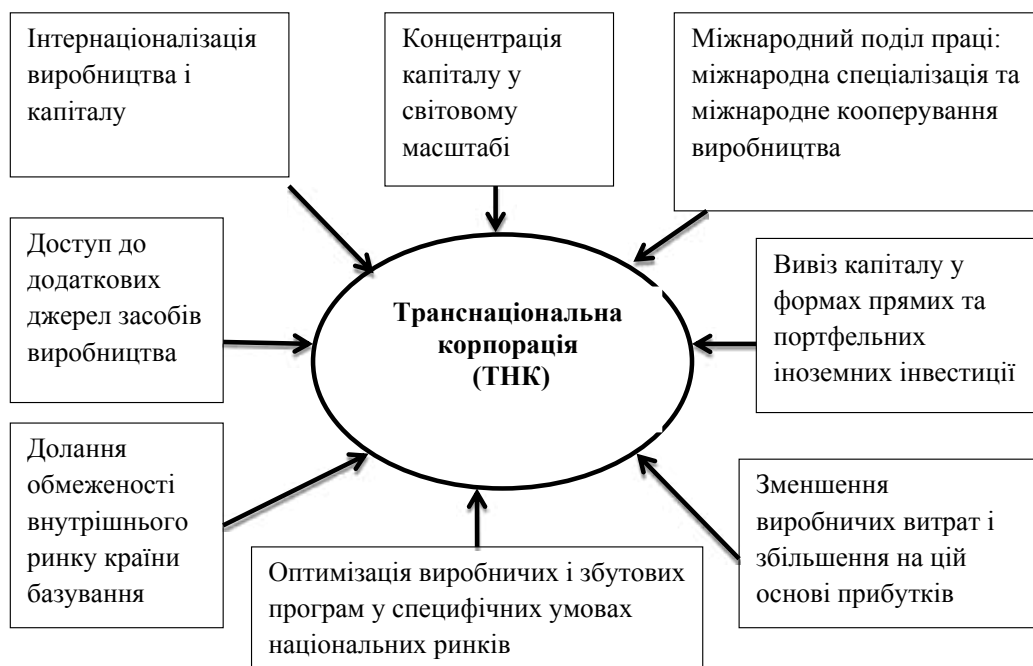 Інтернаціоналізація
виробництва і
капіталу
Концентрація
капіталу у
світовому
масштабі
Міжнародний поділ праці:
міжнародна спеціалізація та
міжнародне кооперування
виробництва
Доступ до
додаткових
джерел засобів
виробництва
Транснаціональна
корпорація
(ТНК)
Вивіз капіталу у
формах прямих та
портфельних
іноземних інвестиції
Долання
обмеженості
внутрішнього
ринку країни
базування
Оптимізація виробничих і збутових
програм у специфічних умовах
національних ринків
Зменшення
виробничих витрат і
збільшення на цій
основі прибутків